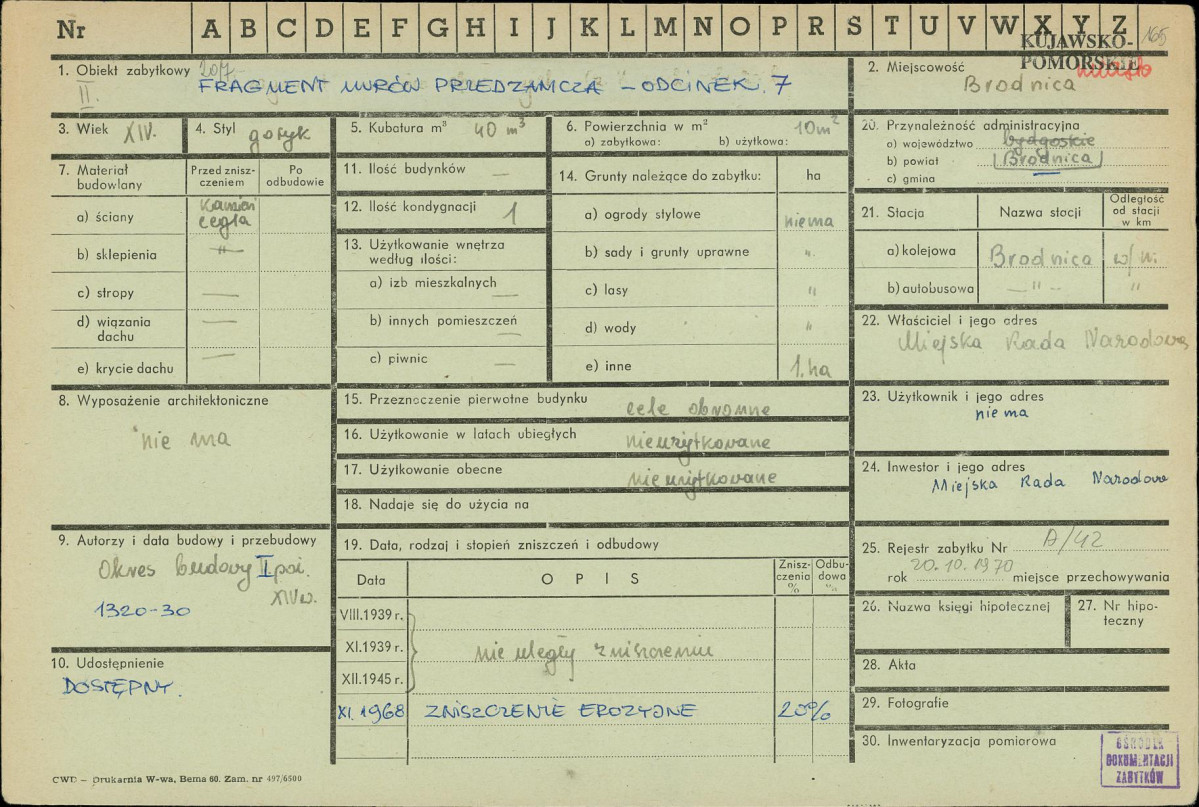 Nr A B C D E F G H I J K L M N O P R S T U V W X Y Z 165
KUJAWSKO-
POMORSKIE
miasto
1. Obiekt zabytkowy
II.
FRAGMENT MURÓW PRZEDZAMCZA – ODCINEK 7
2. Miejscowość
Brodnica
3. Wiek XIV.
4. Styl gotyk
5. Kubatura m³ 40 m³
6. Powierzchnia w m² 10 m²
a) zabytkowa: b) użytkowa:
20. Przynależność administracyjna
a) województwo bydgoskie
b) powiat Brodnica
c) gmina
7. Materiał budowlany
Przed zniszczeniem
Po odbudowie
a) ściany kamień cegła
b) sklepienia —"—
c) stropy —
d) wiązania dachu —
e) krycie dachu —
11. Ilość budynków —
12. Ilość kondygnacji 1
13. Użytkowanie wnętrza
według ilości:
a) izb mieszkalnych —
b) innych pomieszczeń —
c) piwnic —
14. Grunty należące do zabytku: ha
a) ogrody stylowe nie ma
b) sady i grunty uprawne "
c) lasy "
d) wody "
e) inne 1. ha
21. Stacja
Nazwa stacji
Odległość od stacji w km
a) kolejowa Brodnica w/m.
b) autobusowa —"— "
22. Właściciel i jego adres
Miejska Rada Narodowa
8. Wyposażenie architektoniczne
nie ma
15. Przeznaczenie pierwotne budynku cele obronne
16. Użytkowanie w latach ubiegłych nieużytkowane
17. Użytkowanie obecne nieużytkowane
18. Nadaje się do użycia na
23. Użytkownik i jego adres
nie ma
24. Inwestor i jego adres
Miejska Rada Narodowa
9. Autorzy i data budowy i przebudowy
Okres budowy I poł.
XIV w.
1320-30
19. Data, rodzaj i stopień zniszczeń i odbudowy
Data OPIS Zniszczenia % Odbudowa %
VIII.1939 r.
XI.1939 r. nie uległy zniszczeniu
XII.1945 r.
XI.1968 ZNISZCZENIE EROZYJNE 20%
25. Rejestr zabytku Nr A/42
rok 20.10.1970 miejsce przechowywania
26. Nazwa księgi hipotecznej
27. Nr hipoteczny
10. Udostępnienie
DOSTĘPNY.
28. Akta
29. Fotografie
30. Inwentaryzacja pomiarowa
OŚRODEK
DOKUMENTACJI
ZABYTKÓW
CWD – Drukarnia W-wa, Bema 60. Zam. nr 497/6500